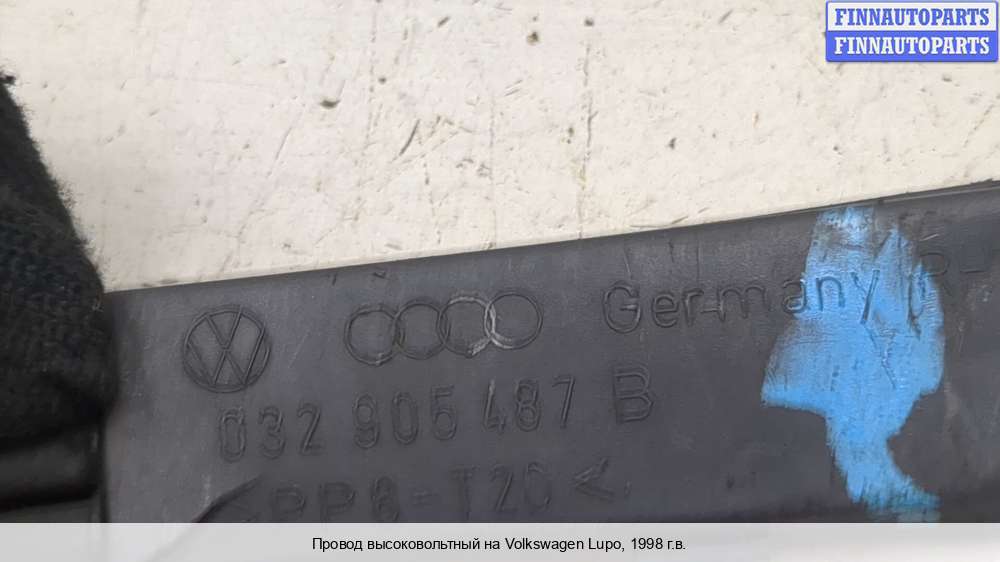 FINNAUTOPARTS
FINNAUTOPARTS
Germany
032 905 487 B
Провод высоковольтный на Volkswagen Lupo, 1998 г.в.